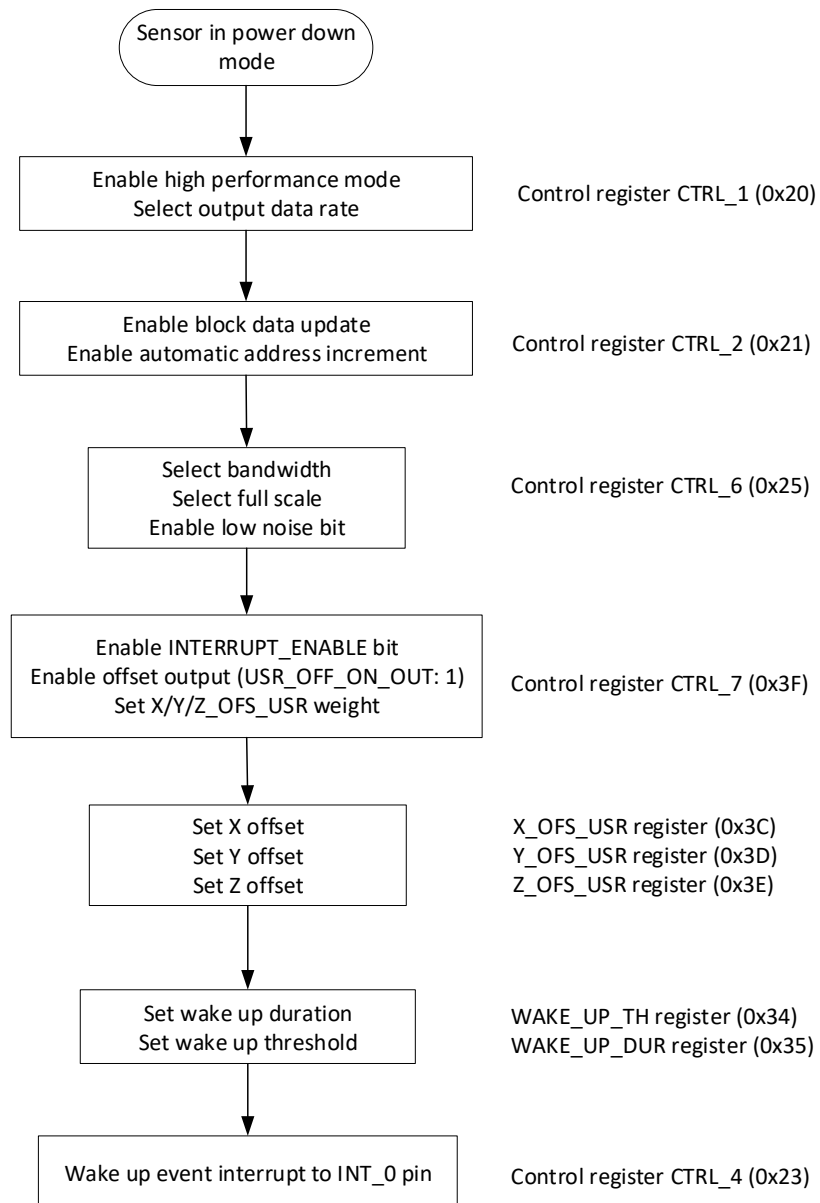 Sensor in power down
mode
Enable high performance mode
Select output data rate
Control register CTRL_1 (0x20)
Enable block data update
Enable automatic address increment
Control register CTRL_2 (0x21)
Select bandwidth
Select full scale
Enable low noise bit
Control register CTRL_6 (0x25)
Enable INTERRUPT_ENABLE bit
Enable offset output (USR_OFF_ON_OUT: 1)
Set X/Y/Z_OFS_USR weight
Control register CTRL_7 (0x3F)
Set X offset
Set Y offset
Set Z offset
X_OFS_USR register (0x3C)
Y_OFS_USR register (0x3D)
Z_OFS_USR register (0x3E)
Set wake up duration
Set wake up threshold
WAKE_UP_TH register (0x34)
WAKE_UP_DUR register (0x35)
Wake up event interrupt to INT_0 pin
Control register CTRL_4 (0x23)